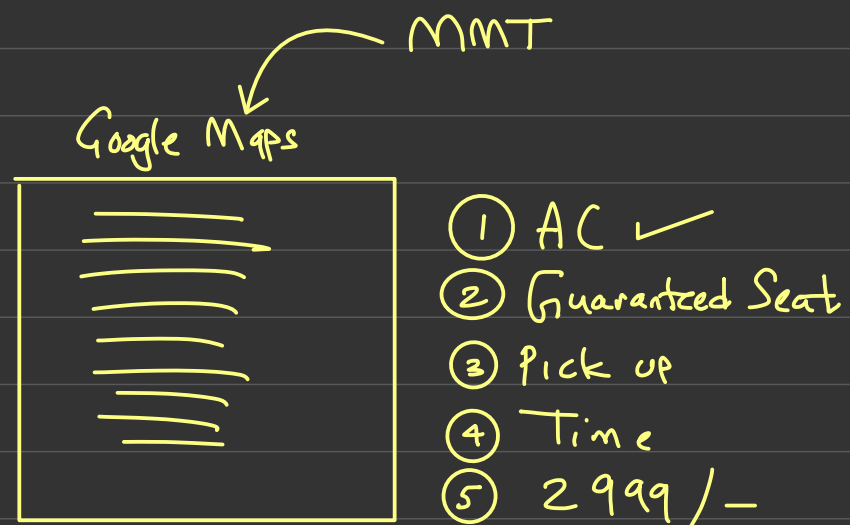 MMT
Google Maps
1 AC ✓
2 Guaranteed Seat
3 Pick up
4 Time
5 2999/-